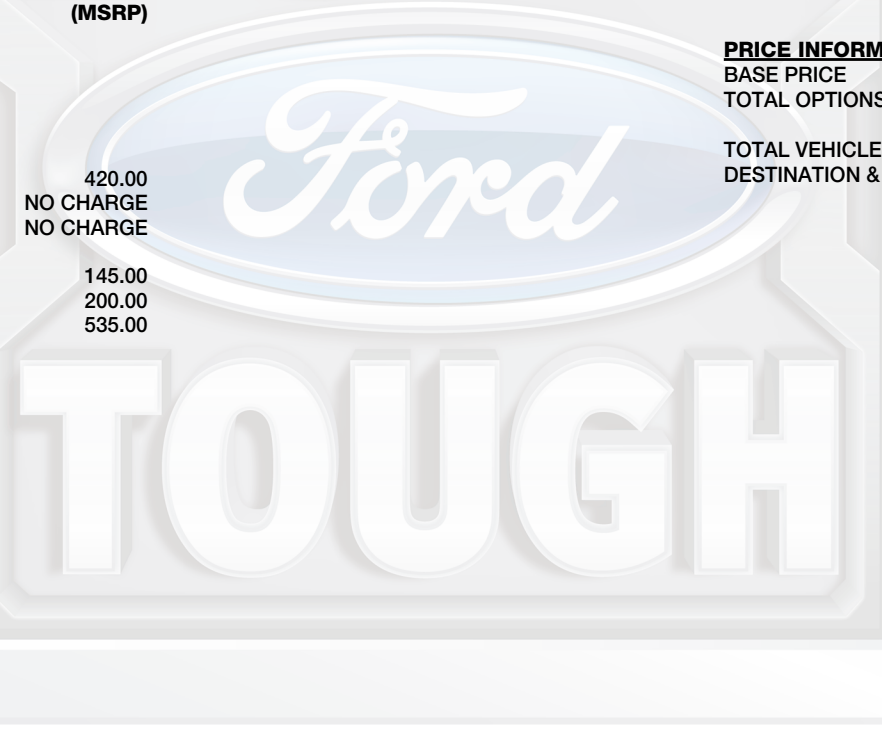 (MSRP)
420.00
NO CHARGE
NO CHARGE
145.00
200.00
535.00
PRICE INFORM
BASE PRICE
TOTAL OPTIONS
TOTAL VEHICLE
DESTINATION &
Ford
TOUGH